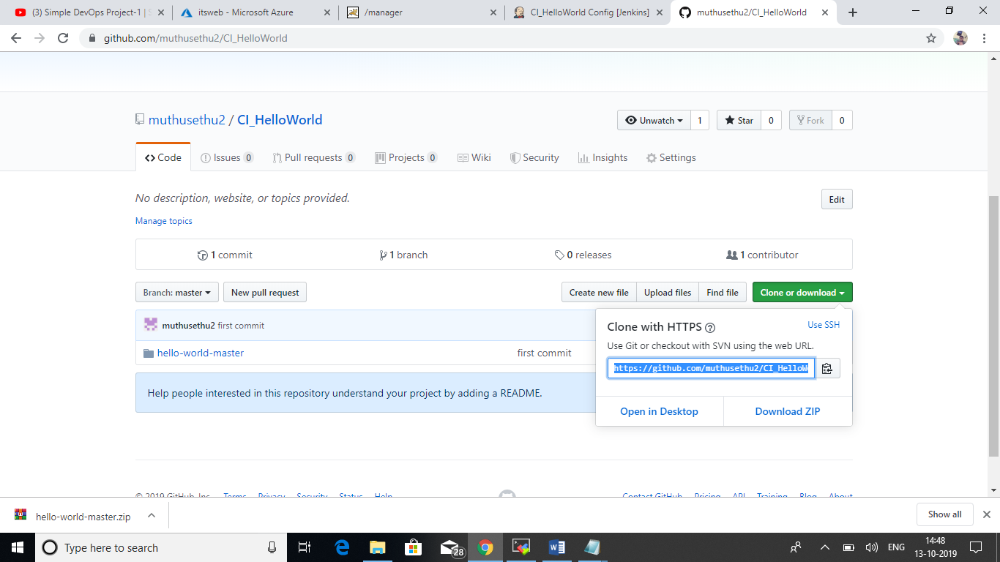 (3) Simple DevOps Project-1 | S
itsweb - Microsoft Azure
/manager
CI_HelloWorld Config [Jenkins]
muthusethu2/CI_HelloWorld
github.com/muthusethu2/CI_HelloWorld
muthusethu2 / CI_HelloWorld
Unwatch 1
Star 0
Fork 0
Code
Issues 0
Pull requests 0
Projects 0
Wiki
Security
Insights
Settings
No description, website, or topics provided.
Edit
Manage topics
1 commit
1 branch
0 releases
1 contributor
Branch: master
New pull request
Create new file
Upload files
Find file
Clone or download
muthusethu2 first commit
hello-world-master
first commit
Help people interested in this repository understand your project by adding a README.
Clone with HTTPS
Use SSH
Use Git or checkout with SVN using the web URL.
https://github.com/muthusethu2/CI_HelloW
Open in Desktop
Download ZIP
© 2019 GitHub, Inc. Terms Privacy Security Status Help
Contact GitHub Pricing API Training Blog About
hello-world-master.zip
Show all
Type here to search
28
ENG
14:48
13-10-2019